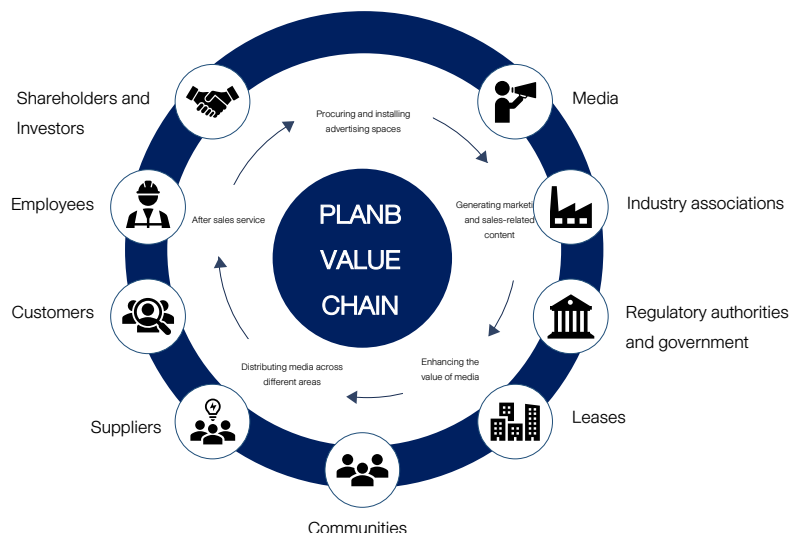 Shareholders and
Investors
Media
Procuring and installing
advertising spaces
Employees
After sales service
PLANB
VALUE
CHAIN
Generating marketi
and sales-related
content
Industry associations
Customers
Regulatory authorities
and government
Distributing media across
different areas
Enhancing the
value of media
Suppliers
Leases
Communities